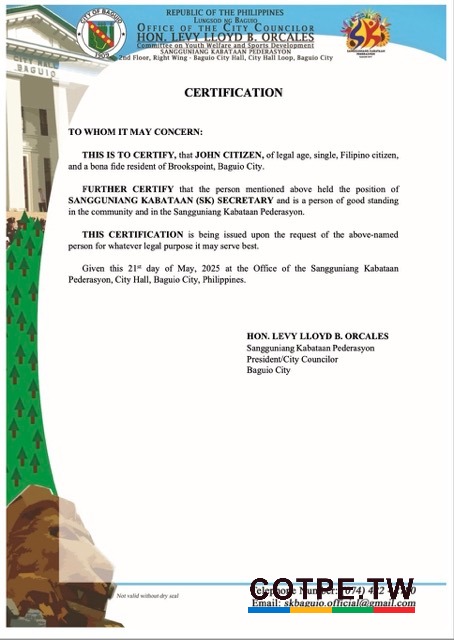 REPUBLIC OF THE PHILIPPINES
LUNGSOD NG BAGUIO
OFFICE OF THE CITY COUNCILOR
HON. LEVY LLOYD B. ORCALES
Committee on Youth Welfare and Sports Development
SANGGUNIANG KABATAAN PEDERASYON
2nd Floor, Right Wing - Baguio City Hall, City Hall Loop, Baguio City
CITY OF BAGUIO
1909
CITY HALL
BAGUIO
CERTIFICATION
TO WHOM IT MAY CONCERN:
THIS IS TO CERTIFY, that JOHN CITIZEN, of legal age, single, Filipino citizen,
and a bona fide resident of Brookspoint, Baguio City.
FURTHER CERTIFY that the person mentioned above held the position of
SANGGUNIANG KABATAAN (SK) SECRETARY and is a person of good standing
in the community and in the Sangguniang Kabataan Pederasyon.
THIS CERTIFICATION is being issued upon the request of the above-named
person for whatever legal purpose it may serve best.
Given this 21st day of May, 2025 at the Office of the Sangguniang Kabataan
Pederasyon, City Hall, Baguio City, Philippines.
HON. LEVY LLOYD B. ORCALES
Sangguniang Kabataan Pederasyon
President/City Councilor
Baguio City
Not valid without dry seal
Telephone Number:
COTPE.TW
Email: skbaguio.official@gmail.com